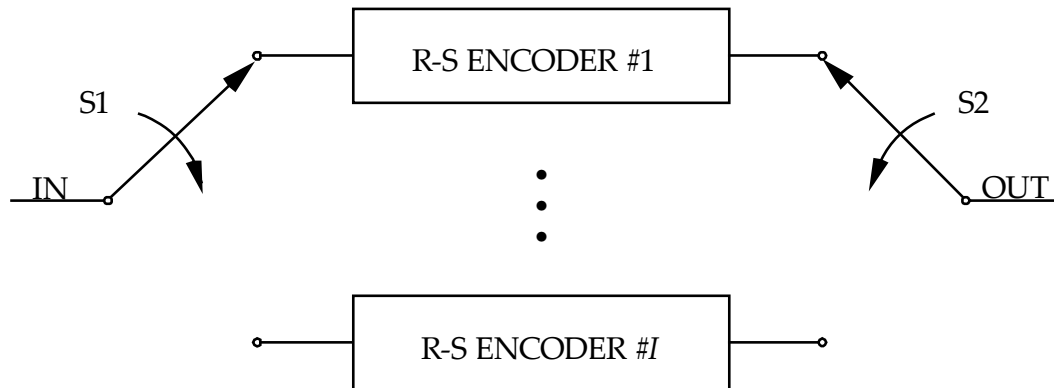 R-S ENCODER #1
S1
S2
IN
OUT
R-S ENCODER #I